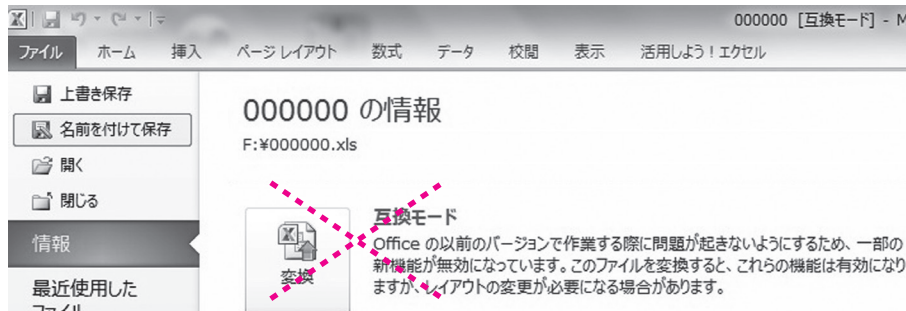 000000 [互換モード] - M
ファイル ホーム 挿入 ページ レイアウト 数式 データ 校閲 表示 活用しよう！エクセル
上書き保存
名前を付けて保存
開く
閉じる
情報
最近使用した
000000 の情報
F:¥000000.xls
変換
互換モード
Office の以前のバージョンで作業する際に問題が起きないようにするため、一部の
新機能が無効になっています。このファイルを変換すると、これらの機能は有効になり
ますが、レイアウトの変更が必要になる場合があります。